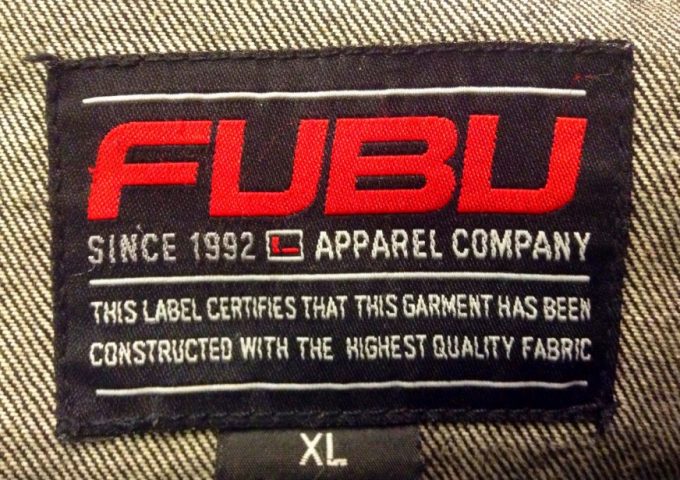 FUBU
SINCE 1992 APPAREL COMPANY
THIS LABEL CERTIFIES THAT THIS GARMENT HAS BEEN
CONSTRUCTED WITH THE HIGHEST QUALITY FABRIC
XL